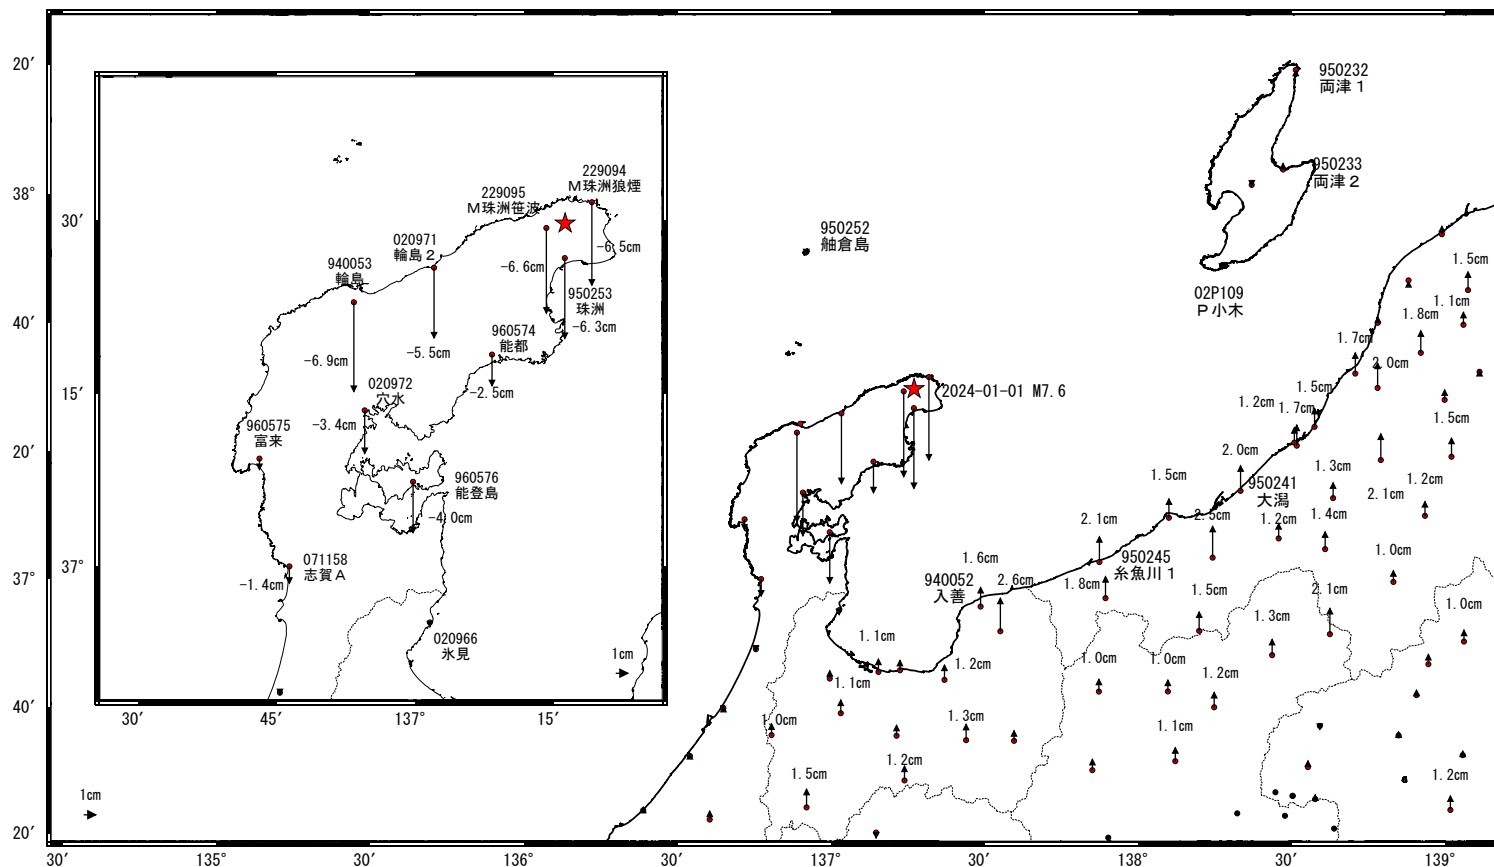 20′
38°
40′
20′
37°
40′
20′
30′
135°
30′
136°
30′
137°
30′
138°
30′
139°
30′
15′
37°
30′
45′
137°
15′
229094
M珠洲狼煙
229095
M珠洲笹波
020971
輪島２
940053
輪島
-6.5cm
-6.6cm
950253
珠洲
-6.3cm
960574
能都
-5.5cm
-6.9cm
-2.5cm
020972
穴水
-3.4cm
960575
富来
960576
能登島
-4.0cm
071158
志賀A
-1.4cm
020966
氷見
1cm
1cm
950232
両津１
950233
両津２
950252
舳倉島
02P109
P小木
2024-01-01 M7.6
1.5cm
1.1cm
1.8cm
1.7cm
2.0cm
1.5cm
1.2cm
1.7cm
1.5cm
2.0cm
1.3cm
1.5cm
950241
大潟
2.1cm
1.2cm
2.5cm
1.4cm
2.1cm
1.2cm
950245
糸魚川１
1.0cm
1.6cm
940052
入善
2.6cm
1.8cm
1.5cm
2.1cm
1.3cm
1.0cm
1.1cm
1.2cm
1.0cm
1.0cm
1.2cm
1.1cm
1.0cm
1.3cm
1.1cm
1.2cm
1.5cm
1.2cm